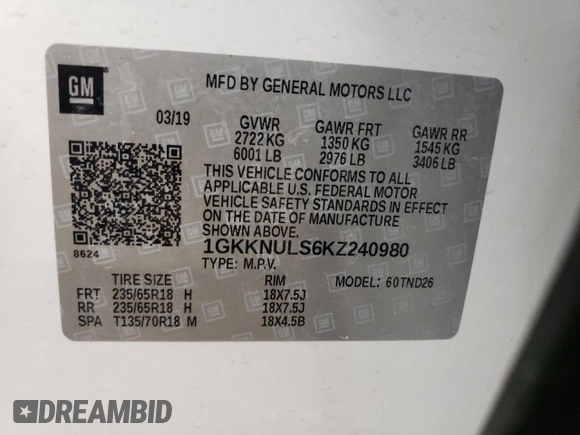 GM
MFD BY GENERAL MOTORS LLC
03/19 GVWR GAWR FRT GAWR RR
2722 KG 1350 KG 1545 KG
6001 LB 2976 LB 3406 LB
THIS VEHICLE CONFORMS TO ALL
APPLICABLE U.S. FEDERAL MOTOR
VEHICLE SAFETY STANDARDS IN EFFECT
ON THE DATE OF MANUFACTURE
SHOWN ABOVE.
8624 1GKKNULS6KZ240980
TYPE: M.P.V. MODEL: 60TND26
TIRE SIZE RIM
FRT 235/65R18 H 18X7.5J
RR 235/65R18 H 18X7.5J
SPA T135/70R18 M 18X4.5B
DREAMBID